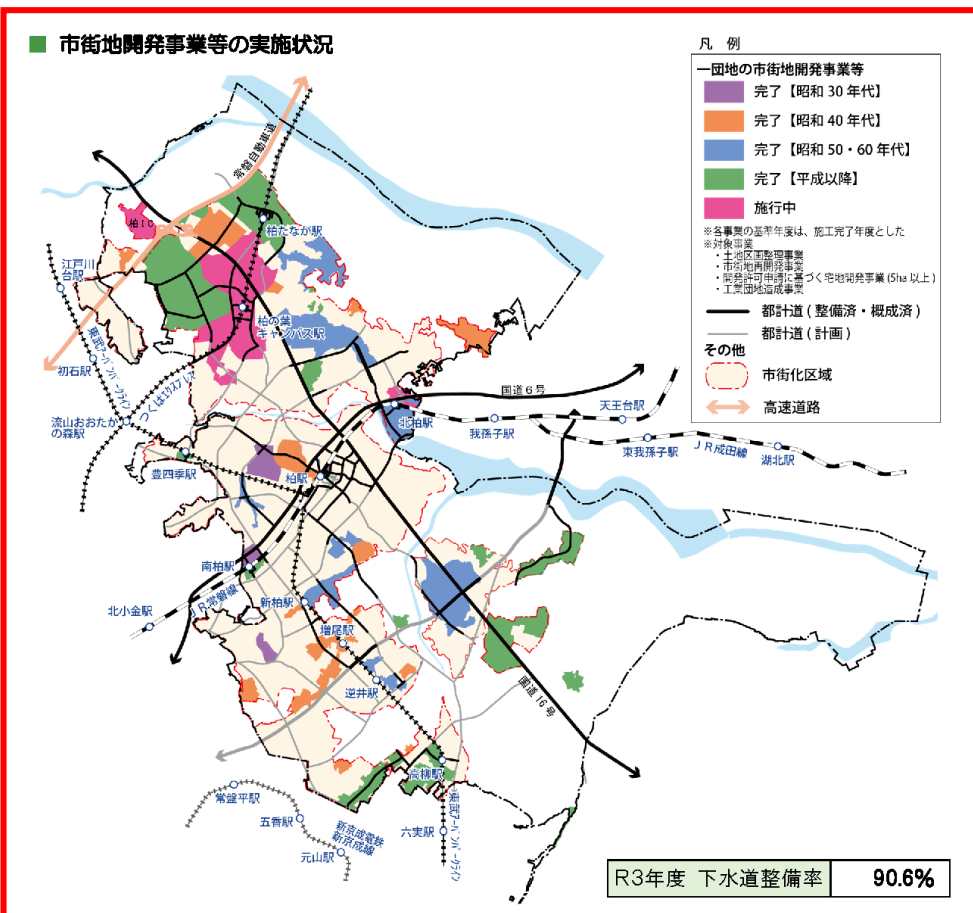 ■ 市街地開発事業等の実施状況
凡 例
一団地の市街地開発事業等
完了【昭和 30 年代】
完了【昭和 40 年代】
完了【昭和 50・60 年代】
完了【平成以降】
施行中
※各事業の基準年度は、施工完了年度とした
※対象事業
・土地区画整理事業
・市街地再開発事業
・開発許可申請に基づく宅地開発事業 (5ha 以上)
・工業団地造成事業
都計道 ( 整備済・概成済 )
都計道 ( 計画 )
その他
市街化区域
高速道路
常磐自動車道
柏IC
柏たなか駅
江戸川
台駅
柏の葉
キャンパス駅
東武アーバンパークライン
初石駅
つくばエクスプレス
国道6号
天王台駅
流山おおたか
の森駅
北柏駅
我孫子駅
東我孫子駅
JR成田線
湖北駅
豊四季駅
柏駅
南柏駅
新柏駅
北小金駅
JR常磐線
増尾駅
逆井駅
国道16号
高柳駅
常盤平駅
五香駅
新京成電鉄
新京成線
元山駅
六実駅
東武アーバンパークライン
R3年度 下水道整備率 90.6%